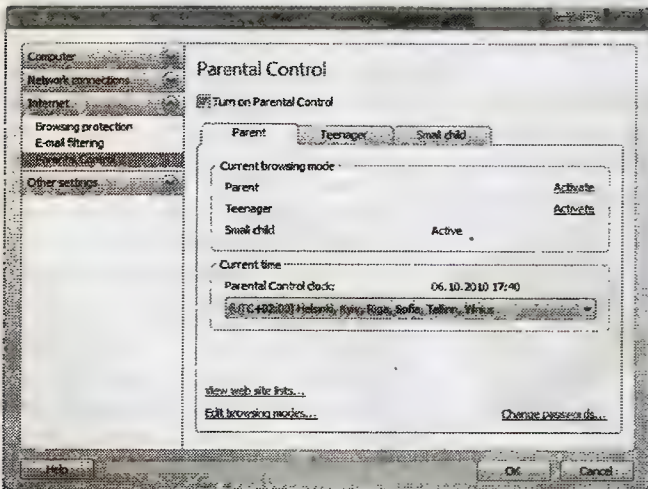 Computer
Network connections
Internet
Browsing protection
E-mail filtering
Parental Control
Other settings
Parental Control
Turn on Parental Control
Parent Teenager Small child
Current browsing mode
Parent Activate
Teenager Activate
Small child Active
Current time
Parental Control clock: 06.10.2010 17:40
(UTC+02:00) Helsinki, Kyiv, Riga, Sofia, Tallinn, Vilnius
View web site lists...
Edit browsing modes... Change passwords...
Help OK Cancel